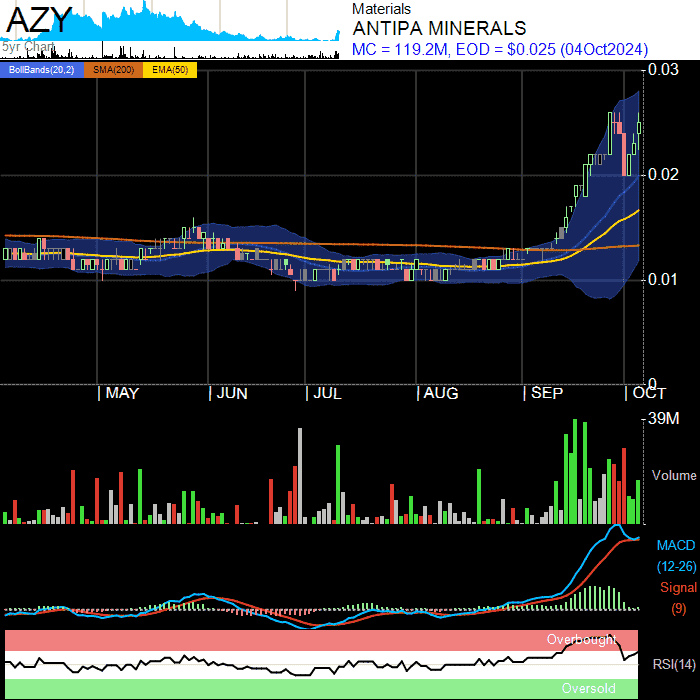 AZY
5yr Chart
Materials
ANTIPA MINERALS
MC = 119.2M, EOD = $0.025 (04Oct2024)
BollBands(20,2) SMA(200) EMA(50)
0.03
0.02
0.01
0
MAY JUN JUL AUG SEP OCT
39M
Volume
MACD
(12-26)
Signal
(9)
Overbought
RSI(14)
Oversold